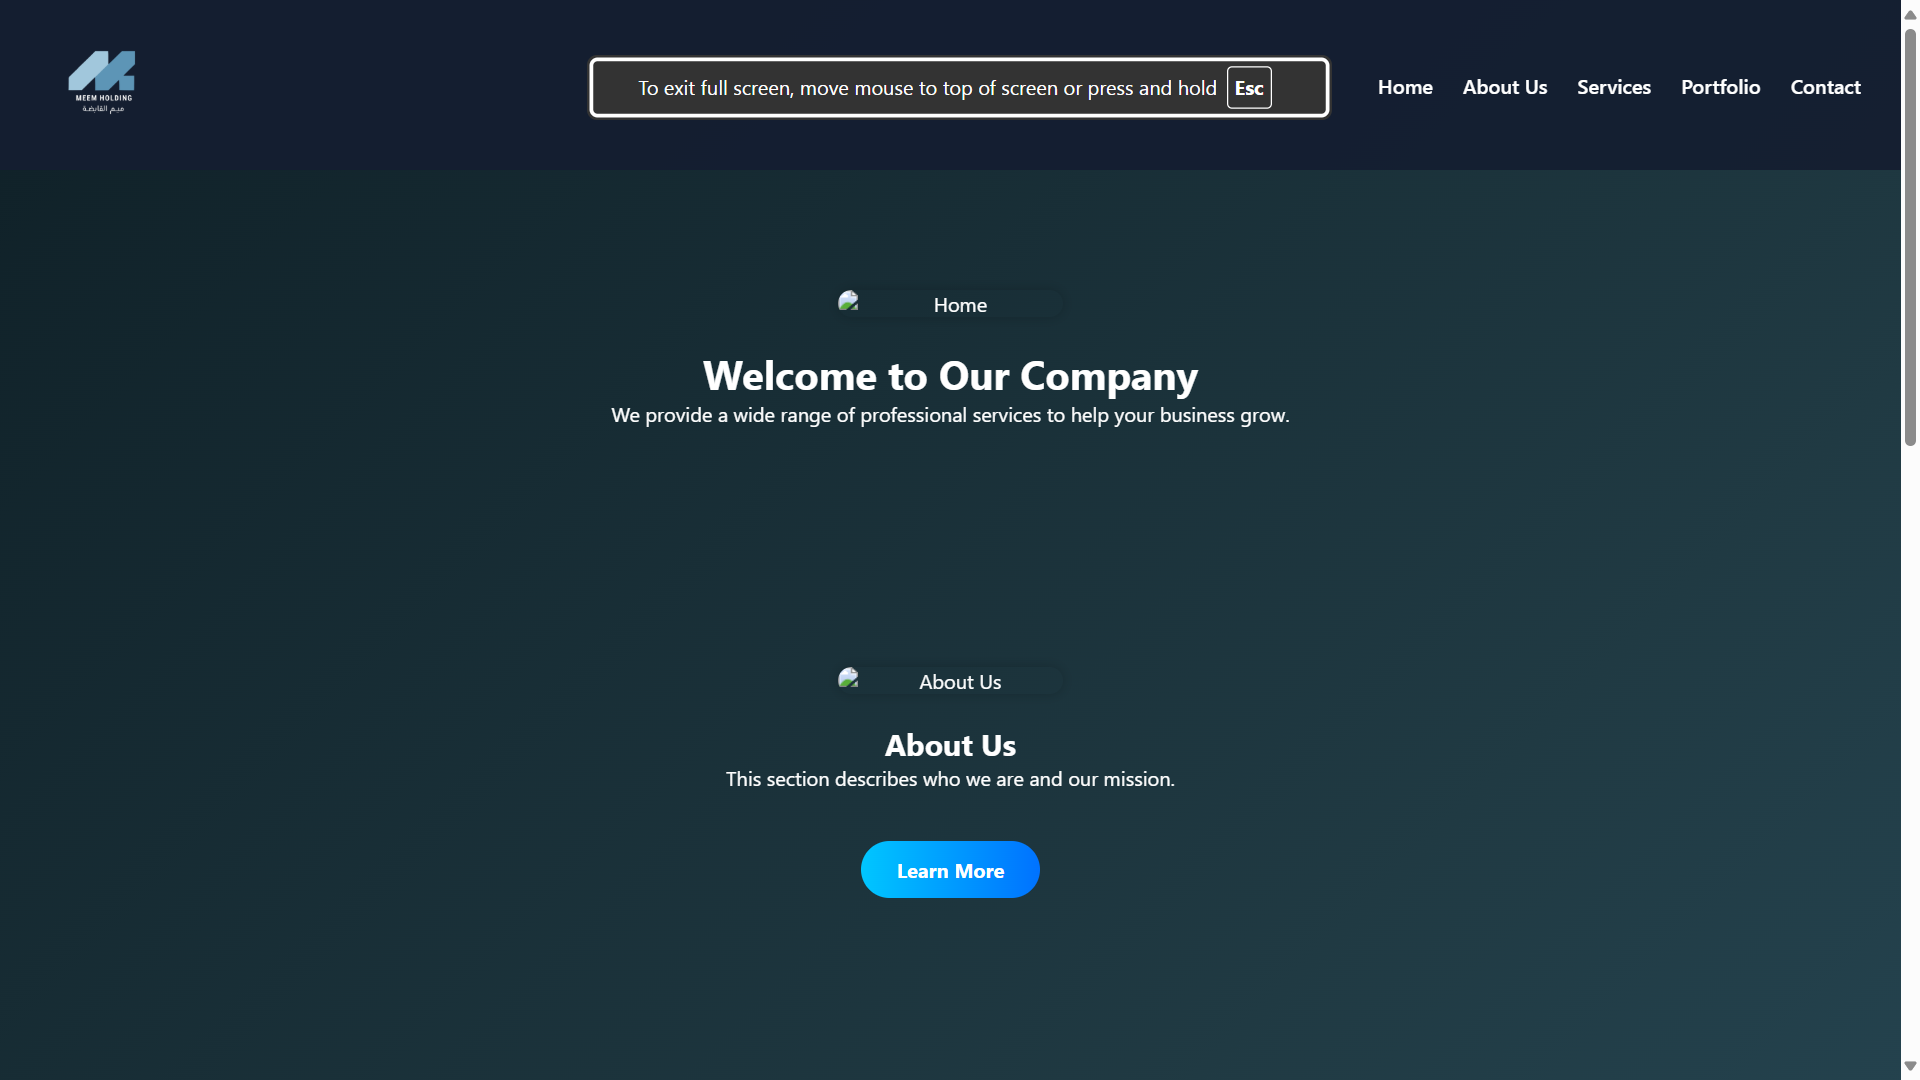 MEEM HOLDING
ميم القابضة
To exit full screen, move mouse to top of screen or press and hold Esc
Home About Us Services Portfolio Contact
Home
Welcome to Our Company
We provide a wide range of professional services to help your business grow.
About Us
About Us
This section describes who we are and our mission.
Learn More